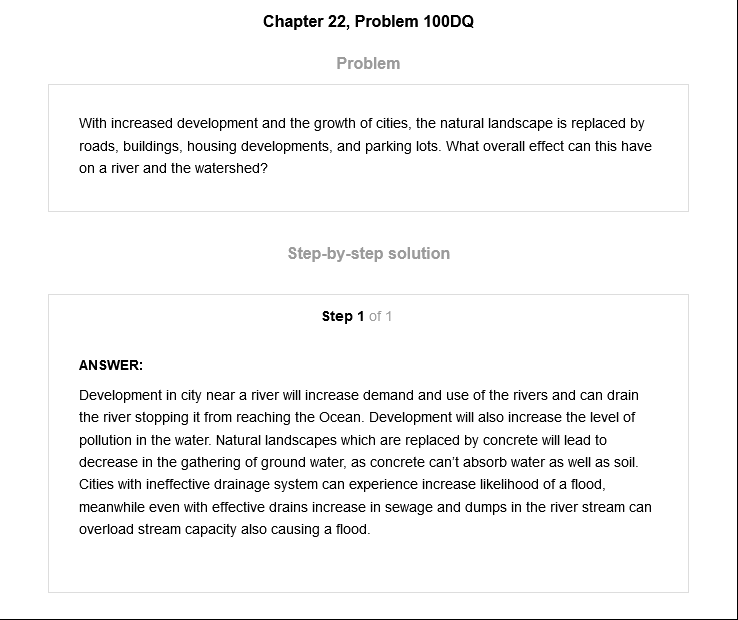 Chapter 22, Problem 100DQ
Problem
With increased development and the growth of cities, the natural landscape is replaced by
roads, buildings, housing developments, and parking lots. What overall effect can this have
on a river and the watershed?
Step-by-step solution
Step 1 of 1
ANSWER:
Development in city near a river will increase demand and use of the rivers and can drain
the river stopping it from reaching the Ocean. Development will also increase the level of
pollution in the water. Natural landscapes which are replaced by concrete will lead to
decrease in the gathering of ground water, as concrete can’t absorb water as well as soil.
Cities with ineffective drainage system can experience increase likelihood of a flood,
meanwhile even with effective drains increase in sewage and dumps in the river stream can
overload stream capacity also causing a flood.